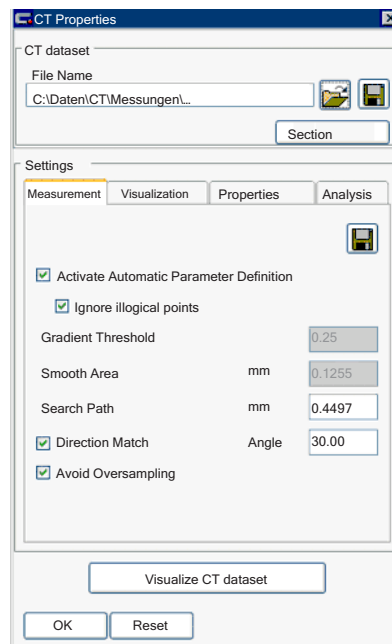 CT Properties
CT dataset
File Name
C:\Daten\CT\Messungen\...
Section
Settings
Measurement Visualization Properties Analysis
Activate Automatic Parameter Definition
Ignore illogical points
Gradient Threshold 0.25
Smooth Area mm 0.1255
Search Path mm 0.4497
Direction Match Angle 30.00
Avoid Oversampling
Visualize CT dataset
OK Reset